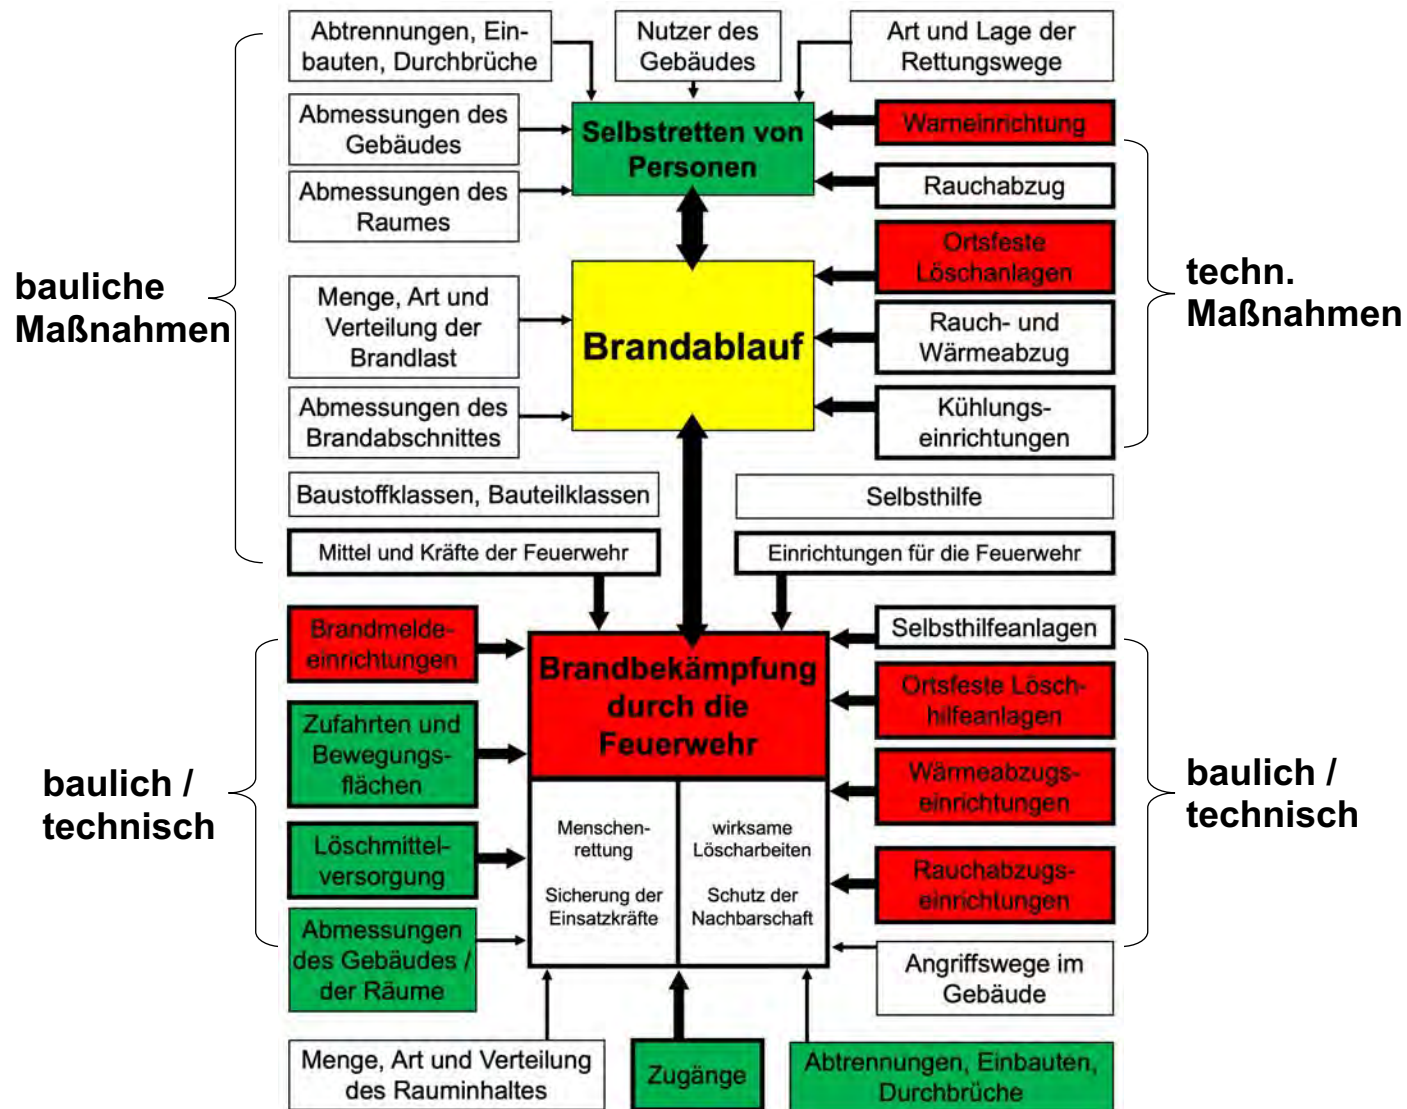 Abtrennungen, Ein-
bauten, Durchbrüche
Nutzer des
Gebäudes
Art und Lage der
Rettungswege
Abmessungen des
Gebäudes
Selbstretten von
Personen
Warneinrichtung
Abmessungen des
Raumes
Rauchabzug
bauliche
Maßnahmen
Menge, Art und
Verteilung der
Brandlast
Brandablauf
Ortsfeste
Löschanlagen
techn.
Maßnahmen
Rauch- und
Wärmeabzug
Abmessungen des
Brandabschnittes
Kühlungs-
einrichtungen
Baustoffklassen, Bauteilklassen
Selbsthilfe
Mittel und Kräfte der Feuerwehr
Einrichtungen für die Feuerwehr
Brandmelde-
einrichtungen
Brandbekämpfung
durch die
Feuerwehr
Selbsthilfeanlagen
Ortsfeste Lösch-
hilfeanlagen
Zufahrten und
Bewegungs-
flächen
baulich /
technisch
Wärmeabzugs-
einrichtungen
baulich /
technisch
Löschmittel-
versorgung
Menschen-
rettung
Sicherung der
Einsatzkräfte
wirksame
Löscharbeiten
Schutz der
Nachbarschaft
Rauchabzugs-
einrichtungen
Abmessungen
des Gebäudes /
der Räume
Angriffswege im
Gebäude
Menge, Art und Verteilung
des Rauminhaltes
Zugänge
Abtrennungen, Einbauten,
Durchbrüche